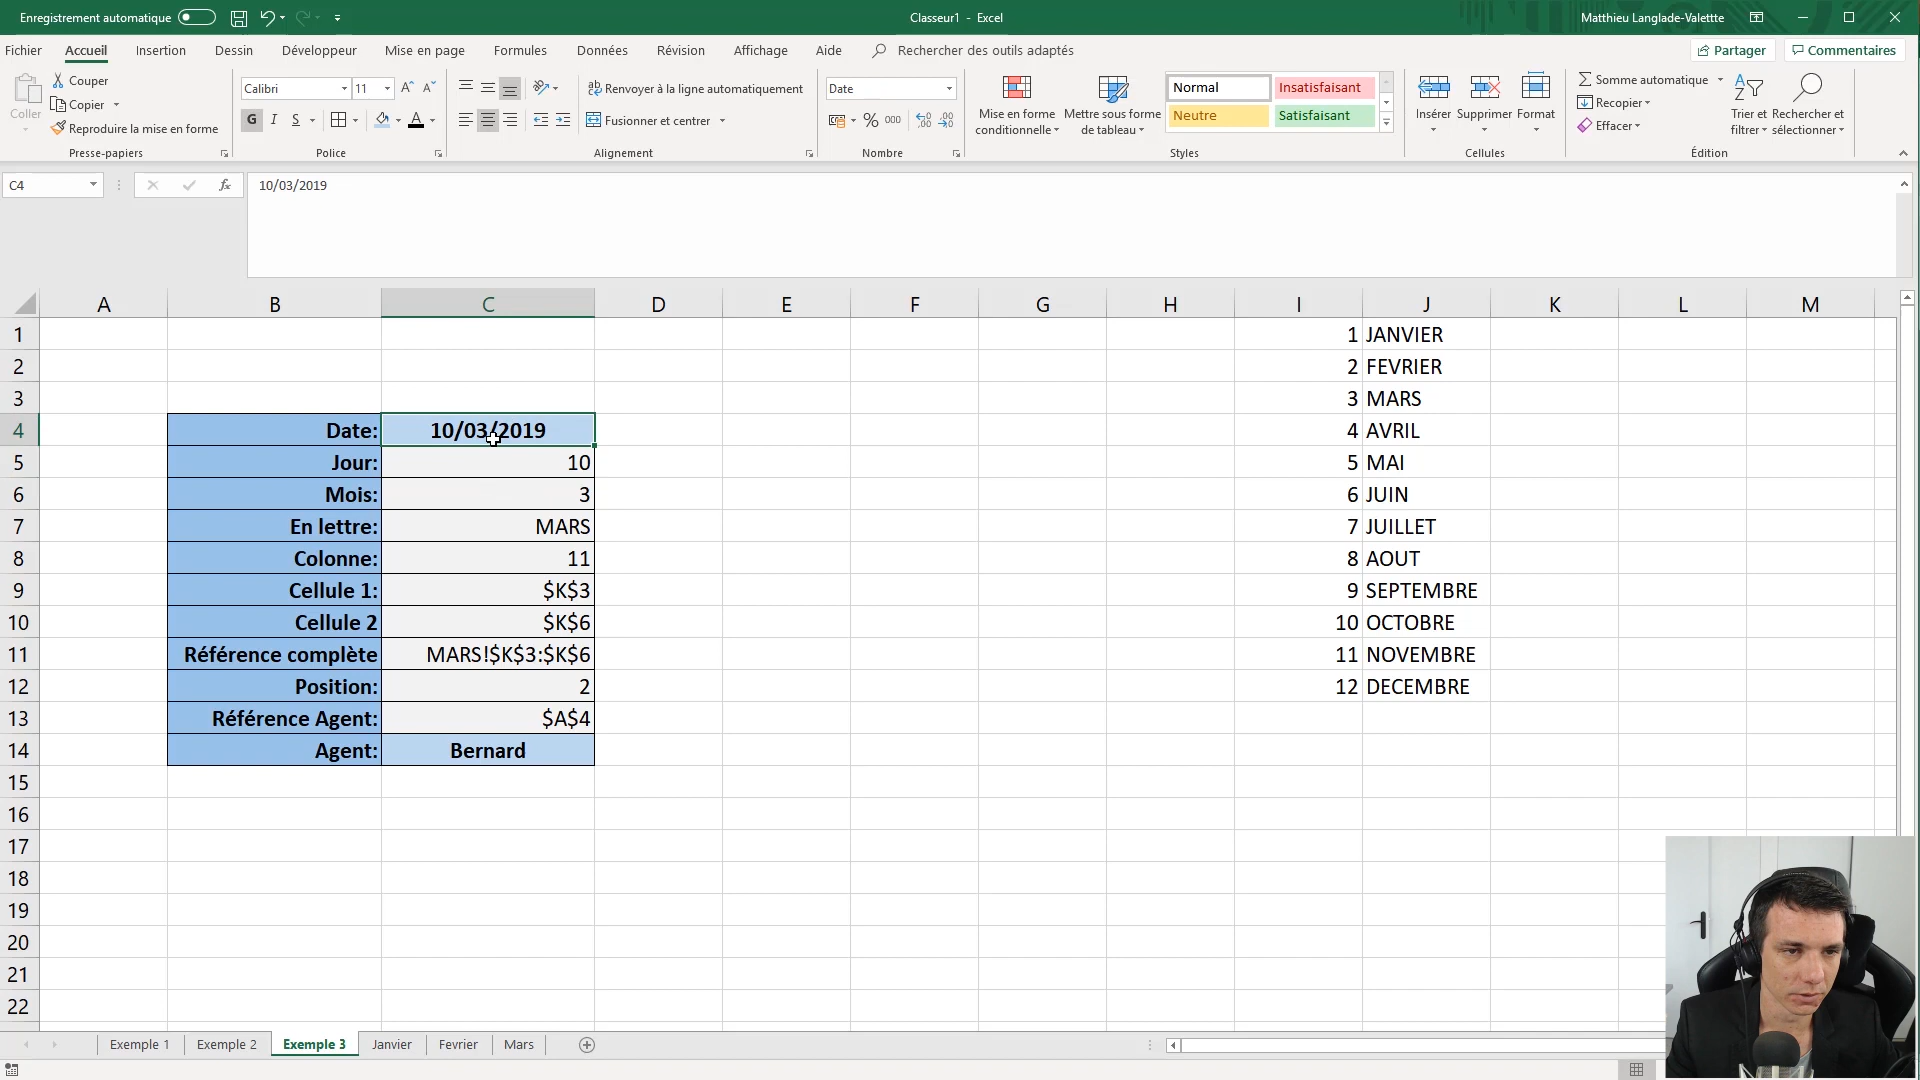 Enregistrement automatique
Classeur1 - Excel
Matthieu Langlade-Valettte
Fichier Accueil Insertion Dessin Développeur Mise en page Formules Données Révision Affichage Aide Rechercher des outils adaptés Partager Commentaires
Coller
Couper
Copier
Reproduire la mise en forme
Presse-papiers
Calibri 11
G I S
Police
Renvoyer à la ligne automatiquement
Fusionner et centrer
Alignement
Date
% 000
Nombre
Mise en forme conditionnelle
Mettre sous forme de tableau
Normal Insatisfaisant
Neutre Satisfaisant
Styles
Insérer Supprimer Format
Cellules
Somme automatique
Recopier
Effacer
Trier et filtrer
Rechercher et sélectionner
Édition
C4 fx 10/03/2019
A B C D E F G H I J K L M
1 1 JANVIER
2 2 FEVRIER
3 3 MARS
4 Date: 10/03/2019 4 AVRIL
5 Jour: 10 5 MAI
6 Mois: 3 6 JUIN
7 En lettre: MARS 7 JUILLET
8 Colonne: 11 8 AOUT
9 Cellule 1: $K$3 9 SEPTEMBRE
10 Cellule 2 $K$6 10 OCTOBRE
11 Référence complète MARS!$K$3:$K$6 11 NOVEMBRE
12 Position: 2 12 DECEMBRE
13 Référence Agent: $A$4
14 Agent: Bernard
15
16
17
18
19
20
21
22
Exemple 1 Exemple 2 Exemple 3 Janvier Fevrier Mars